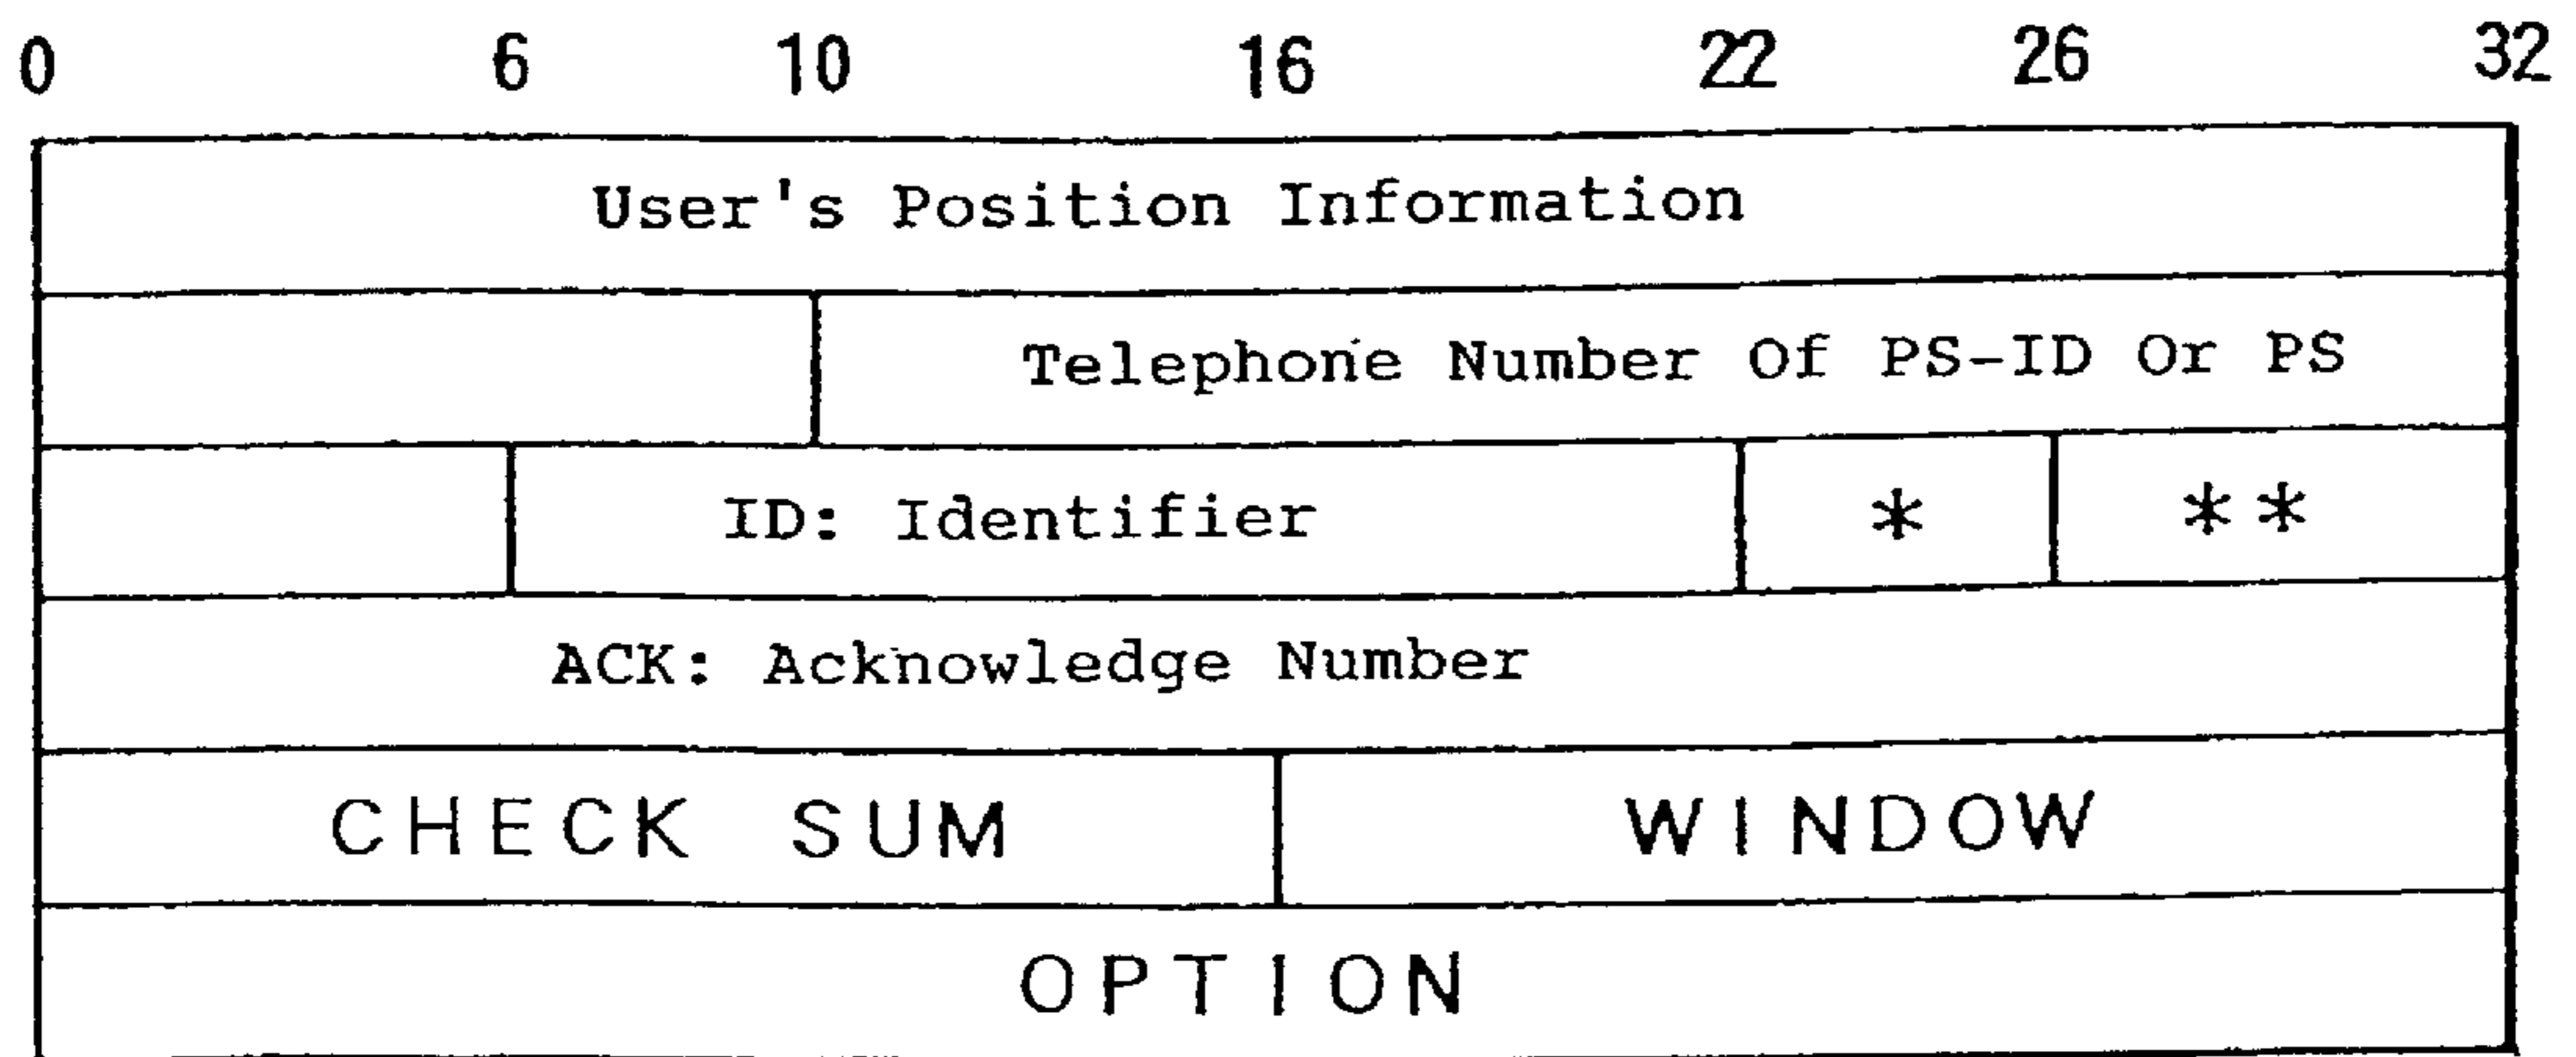 0 6 10 16 22 26 32
User's Position Information
Telephone Number Of PS-ID Or PS
ID: Identifier * **
ACK: Acknowledge Number
CHECK SUM WINDOW
OPTION